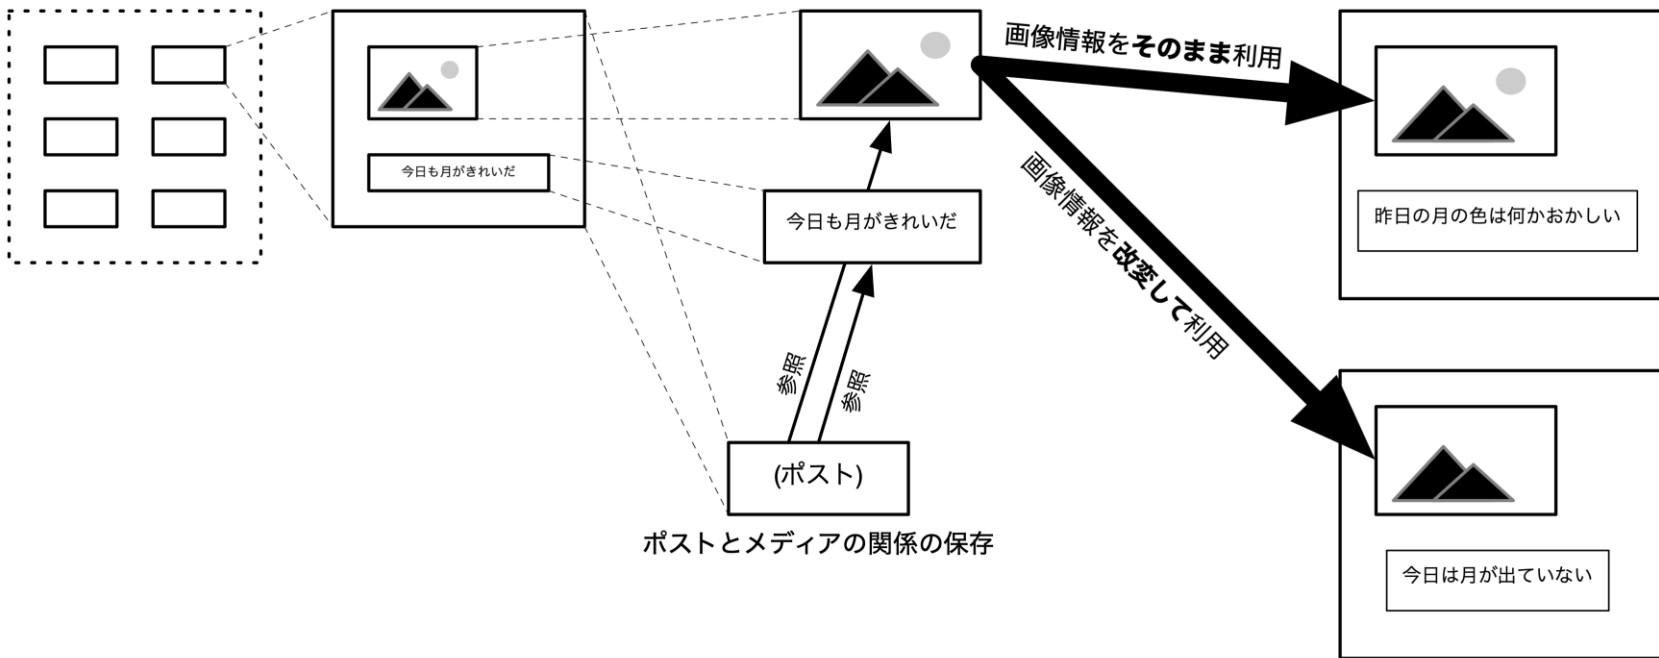 今日も月がきれいだ
今日も月がきれいだ
参照
参照
(ポスト)
ポストとメディアの関係の保存
画像情報をそのまま利用
画像情報を改変して利用
昨日の月の色は何かおかしい
今日は月が出ていない